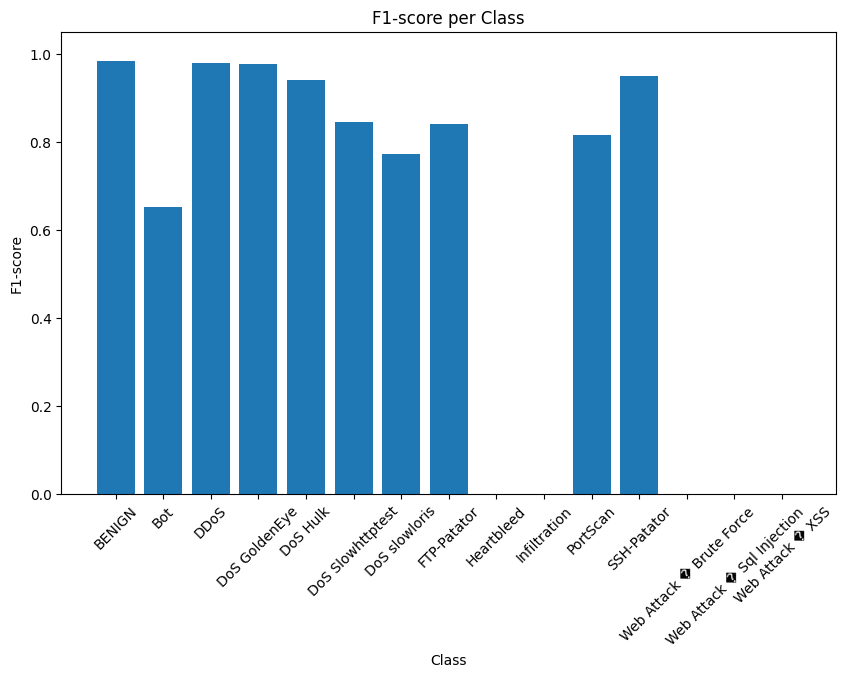 F1-score per Class
F1-score
1.0
0.8
0.6
0.4
0.2
0.0
BENIGN
Bot
DDoS
DoS GoldenEye
DoS Hulk
DoS Slowhttptest
DoS slowloris
FTP-Patator
Heartbleed
Infiltration
PortScan
SSH-Patator
Web Attack � Brute Force
Web Attack � Sql Injection
Web Attack � XSS
Class